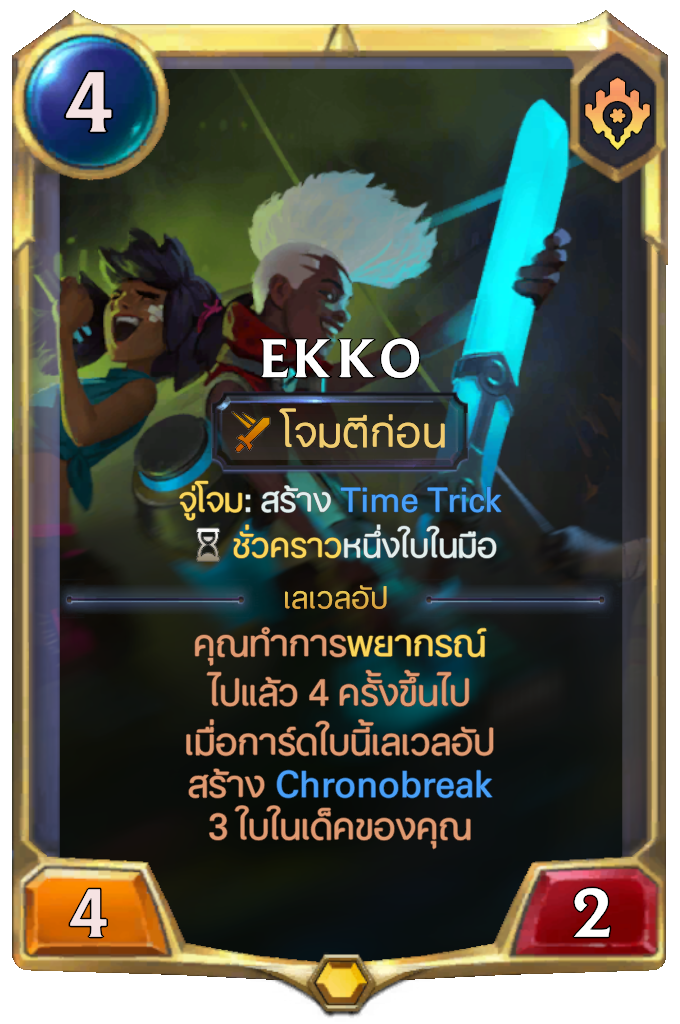 4
EKKO
โจมตีก่อน
จู่โจม: สร้าง Time Trick
ชั่วคราวหนึ่งใบในมือ
เลเวลอัป
คุณทำการพยากรณ์
ไปแล้ว 4 ครั้งขึ้นไป
เมื่อการ์ดใบนี้เลเวลอัป
สร้าง Chronobreak
3 ใบในเด็คของคุณ
4
2